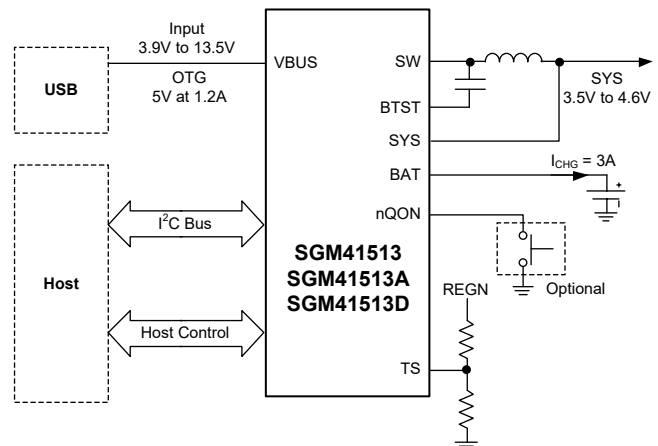 Input
3.9V to 13.5V
OTG
5V at 1.2A
USB
VBUS
SW
BTST
SYS
BAT
nQON
TS
SYS
3.5V to 4.6V
I_CHG = 3A
+
Host
I²C Bus
Host Control
SGM41513
SGM41513A
SGM41513D
REGN
Optional